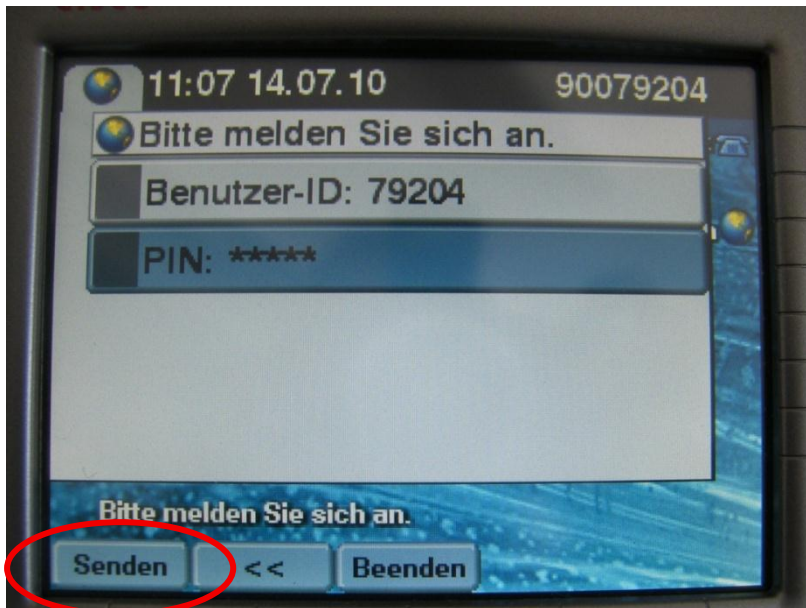 11:07 14.07.10 90079204
Bitte melden Sie sich an.
Benutzer-ID: 79204
PIN: *****
Bitte melden Sie sich an.
Senden << Beenden